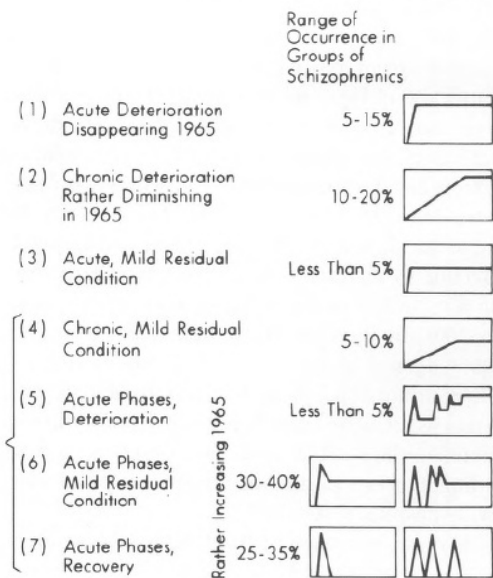 Range of
Occurrence in
Groups of
Schizophrenics
(1) Acute Deterioration
Disappearing 1965
5-15%
(2) Chronic Deterioration
Rather Diminishing
in 1965
10-20%
(3) Acute, Mild Residual
Condition
Less Than 5%
(4) Chronic, Mild Residual
Condition
5-10%
(5) Acute Phases,
Deterioration
Less Than 5%
(6) Acute Phases,
Mild Residual
Condition
30-40%
(7) Acute Phases,
Recovery
25-35%
Rather Increasing 1965